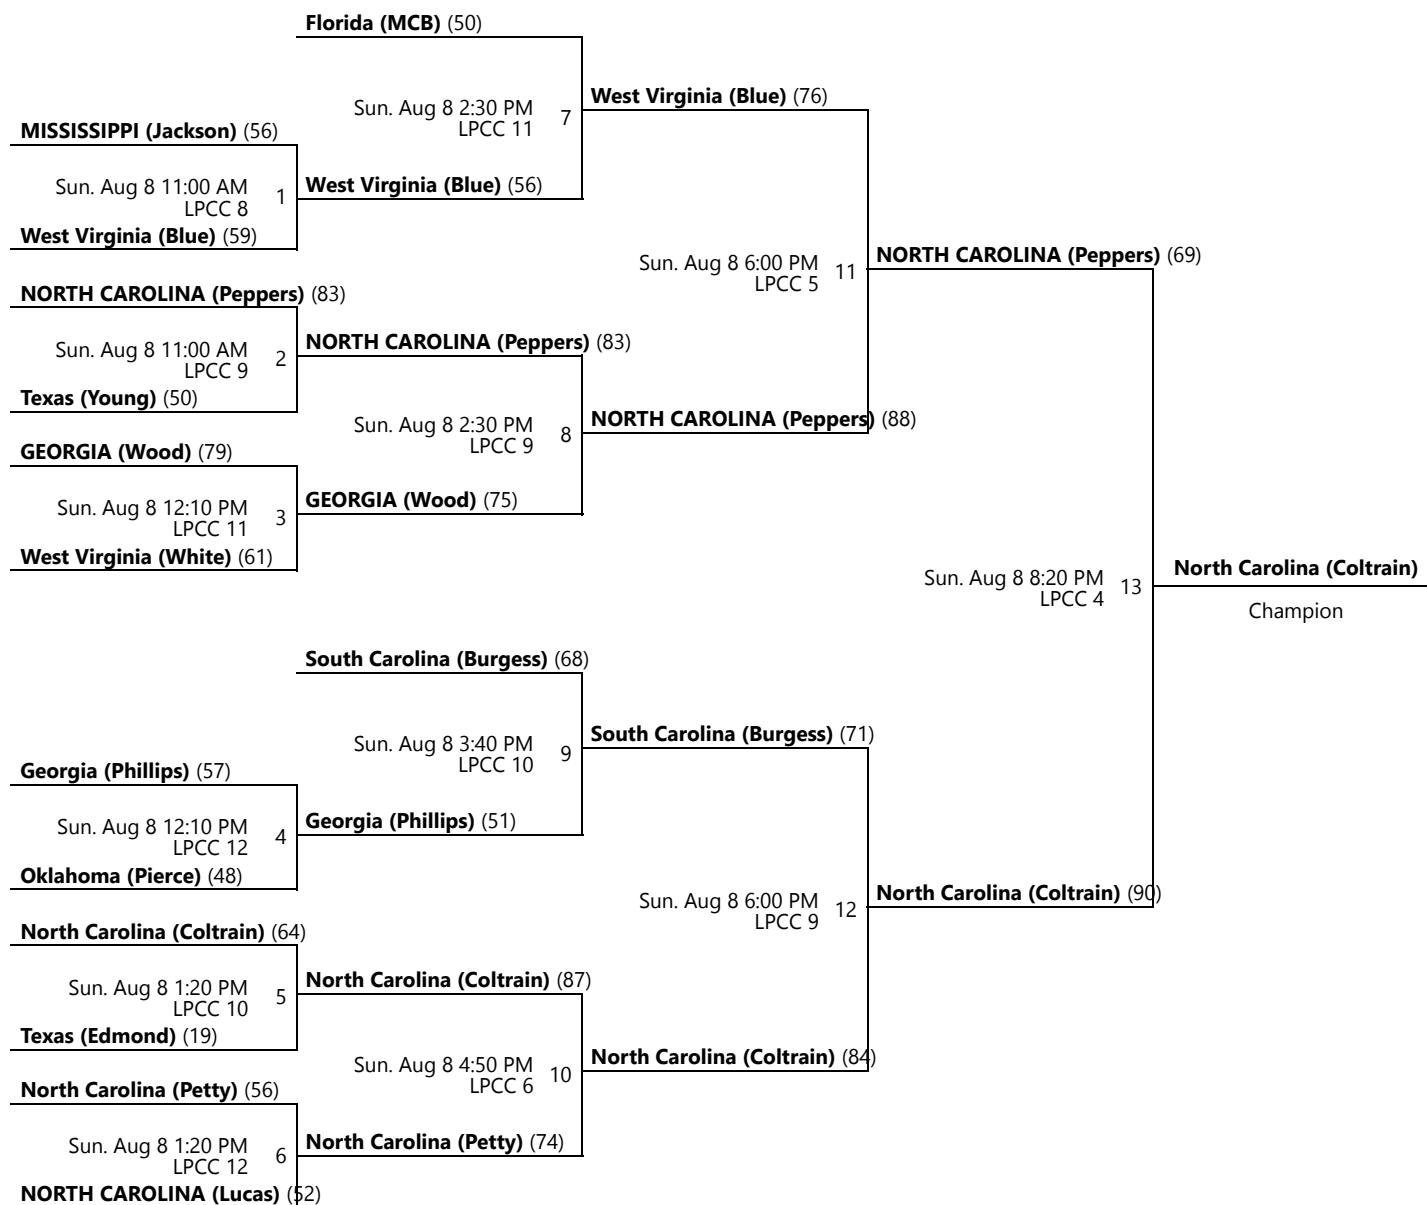 Florida (MCB) (50)
Sun. Aug 8 2:30 PM
LPCC 11
7
West Virginia (Blue) (76)
MISSISSIPPI (Jackson) (56)
Sun. Aug 8 11:00 AM
LPCC 8
1
West Virginia (Blue) (56)
West Virginia (Blue) (59)
Sun. Aug 8 6:00 PM
LPCC 5
11
NORTH CAROLINA (Peppers) (69)
NORTH CAROLINA (Peppers) (83)
Sun. Aug 8 11:00 AM
LPCC 9
2
NORTH CAROLINA (Peppers) (83)
Texas (Young) (50)
Sun. Aug 8 2:30 PM
LPCC 9
8
NORTH CAROLINA (Peppers) (88)
GEORGIA (Wood) (79)
Sun. Aug 8 12:10 PM
LPCC 11
3
GEORGIA (Wood) (75)
West Virginia (White) (61)
Sun. Aug 8 8:20 PM
LPCC 4
13
North Carolina (Coltrain)
Champion
South Carolina (Burgess) (68)
Sun. Aug 8 3:40 PM
LPCC 10
9
South Carolina (Burgess) (71)
Georgia (Phillips) (57)
Sun. Aug 8 12:10 PM
LPCC 12
4
Georgia (Phillips) (51)
Oklahoma (Pierce) (48)
Sun. Aug 8 6:00 PM
LPCC 9
12
North Carolina (Coltrain) (90)
North Carolina (Coltrain) (64)
Sun. Aug 8 1:20 PM
LPCC 10
5
North Carolina (Coltrain) (87)
Texas (Edmond) (19)
Sun. Aug 8 4:50 PM
LPCC 6
10
North Carolina (Coltrain) (84)
North Carolina (Petty) (56)
Sun. Aug 8 1:20 PM
LPCC 12
6
North Carolina (Petty) (74)
NORTH CAROLINA (Lucas) (52)